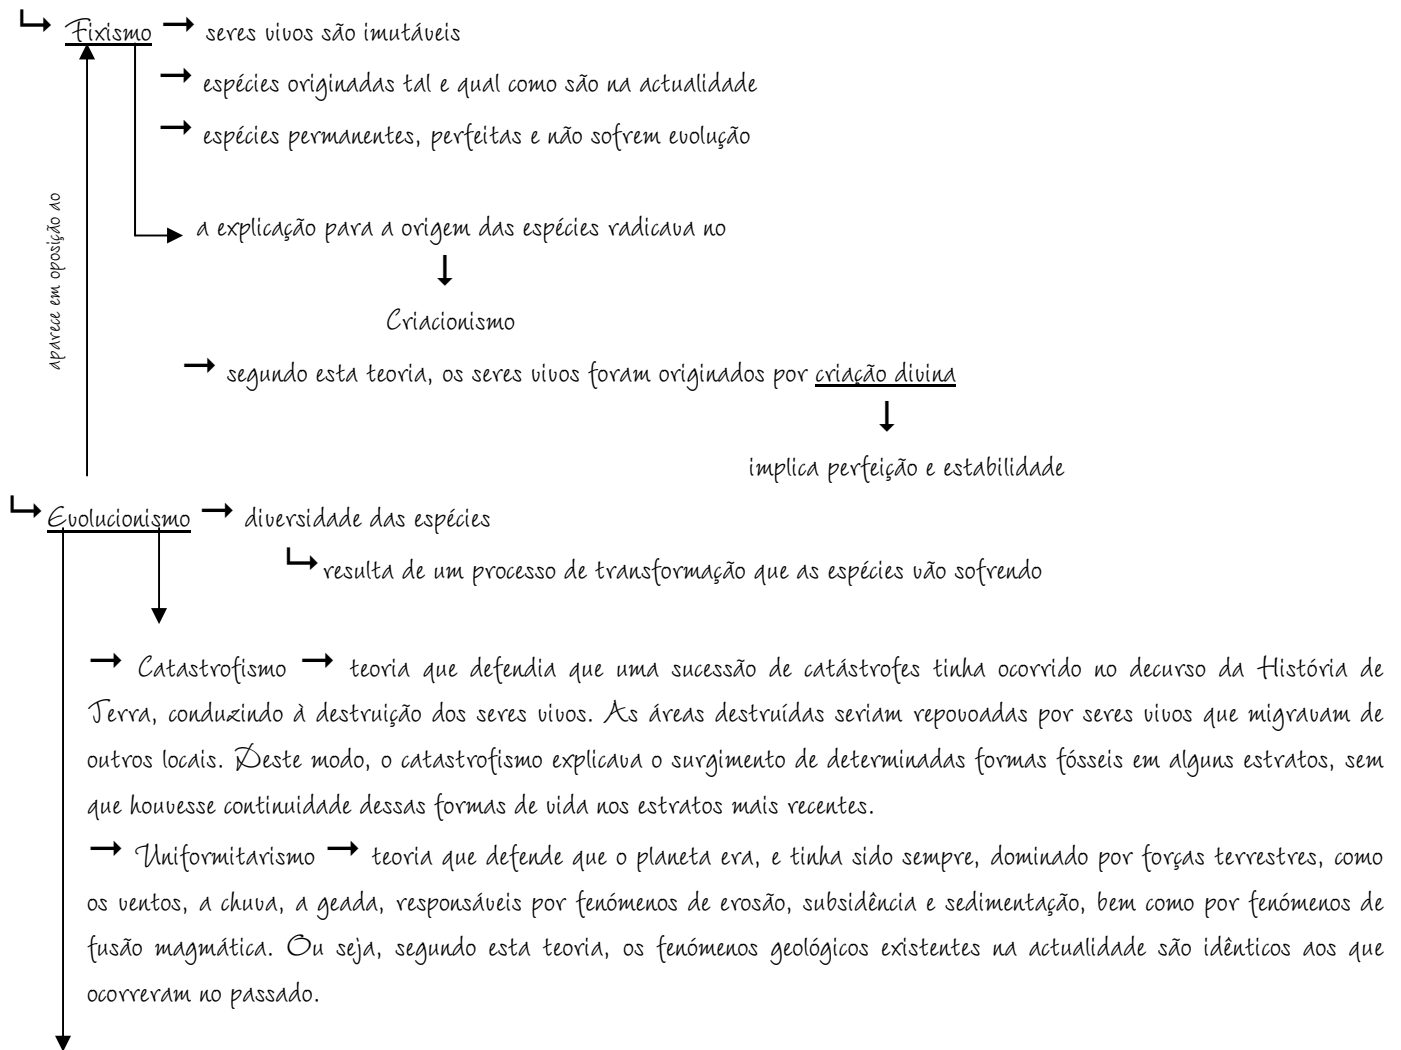 Fixismo → seres vivos são imutáveis
→ espécies originadas tal e qual como são na actualidade
→ espécies permanentes, perfeitas e não sofrem evolução
aparece em oposição ao
a explicação para a origem das espécies radicava no
Criacionismo
→ segundo esta teoria, os seres vivos foram originados por criação divina
implica perfeição e estabilidade
Evolucionismo → diversidade das espécies
resulta de um processo de transformação que as espécies vão sofrendo
→ Catastrofismo → teoria que defendia que uma sucessão de catástrofes tinha ocorrido no decurso da História de
Terra, conduzindo à destruição dos seres vivos. As áreas destruídas seriam repovoadas por seres vivos que migravam de
outros locais. Deste modo, o catastrofismo explicava o surgimento de determinadas formas fósseis em alguns estratos, sem
que houvesse continuidade dessas formas de vida nos estratos mais recentes.
→ Uniformitarismo → teoria que defende que o planeta era, e tinha sido sempre, dominado por forças terrestres, como
os ventos, a chuva, a geada, responsáveis por fenómenos de erosão, subsidência e sedimentação, bem como por fenómenos de
fusão magmática. Ou seja, segundo esta teoria, os fenómenos geológicos existentes na actualidade são idênticos aos que
ocorreram no passado.